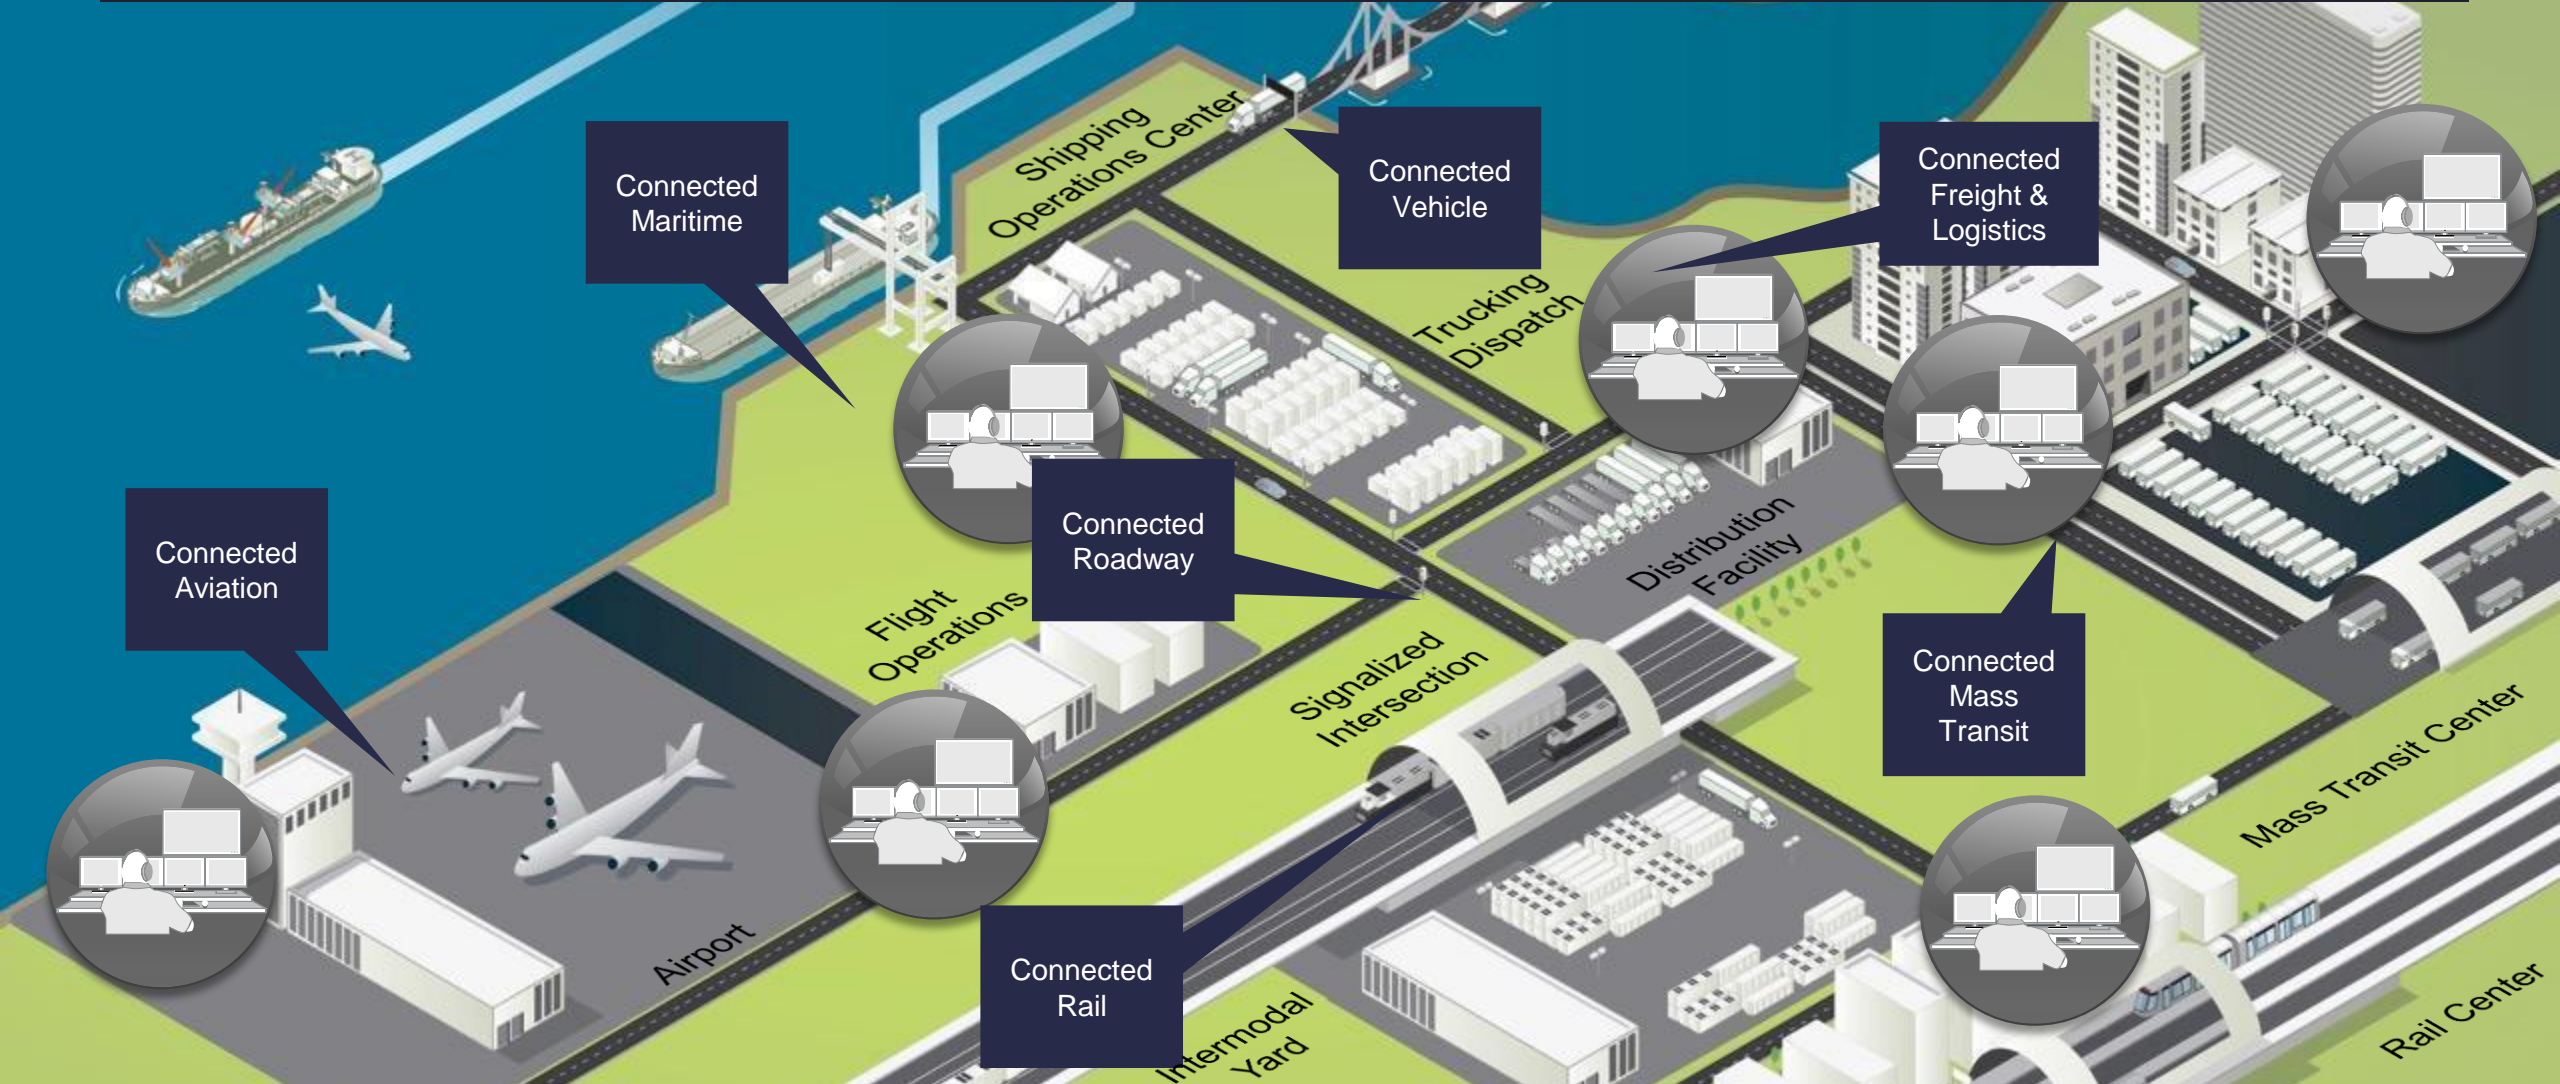 Shipping
Operations Center
Connected
Maritime
Connected
Vehicle
Connected
Freight &
Logistics
Trucking
Dispatch
Connected
Aviation
Connected
Roadway
Distribution
Facility
Flight
Operations
Signalized
Intersection
Connected
Mass
Transit
Mass Transit Center
Airport
Connected
Rail
Intermodal
Yard
Rail Center